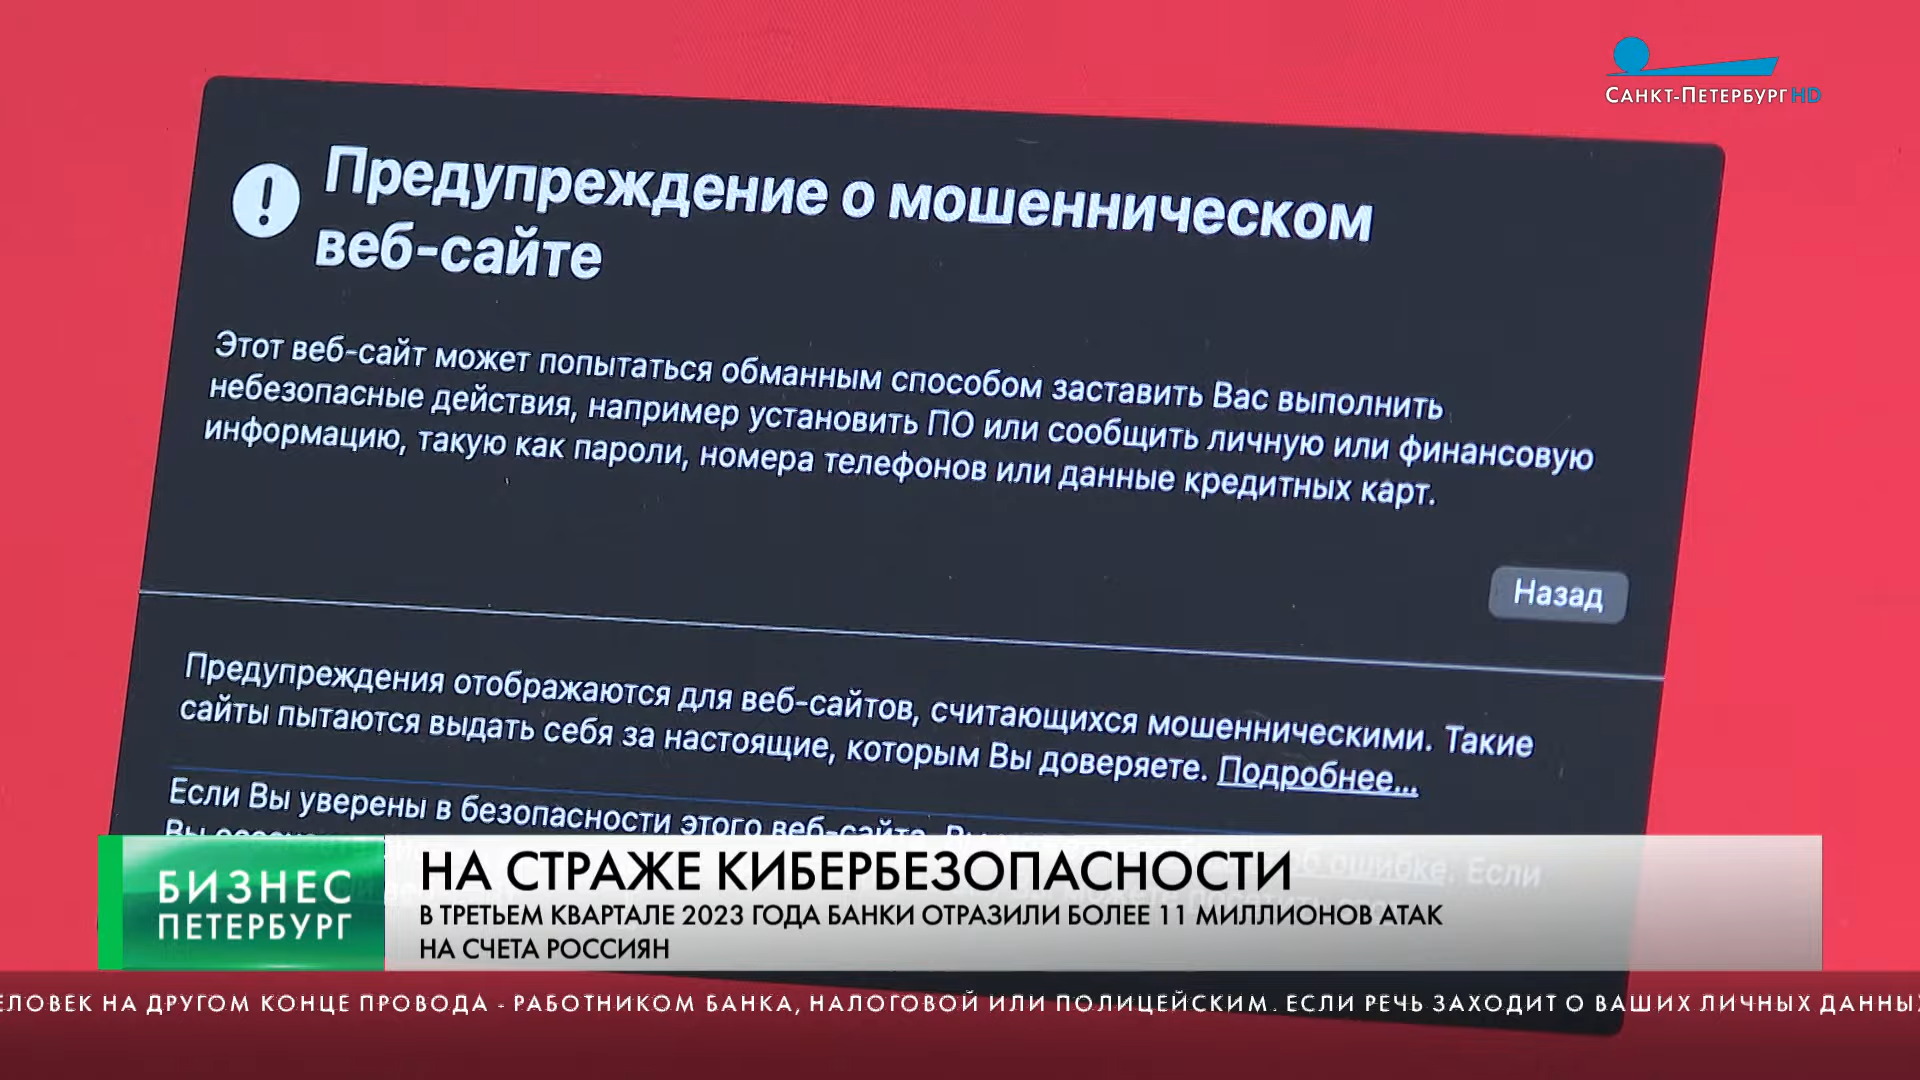 Санкт-Петербург HD
Предупреждение о мошенническом
веб-сайте
Этот веб-сайт может попытаться обманным способом заставить Вас выполнить
небезопасные действия, например установить ПО или сообщить личную или финансовую
информацию, такую как пароли, номера телефонов или данные кредитных карт.
Назад
Предупреждения отображаются для веб-сайтов, считающихся мошенническими. Такие
сайты пытаются выдать себя за настоящие, которым Вы доверяете. Подробнее...
Если Вы уверены в безопасности этого веб-сайте,
об ошибке. Если
БИЗНЕС
ПЕТЕРБУРГ
НА СТРАЖЕ КИБЕРБЕЗОПАСНОСТИ
В ТРЕТЬЕМ КВАРТАЛЕ 2023 ГОДА БАНКИ ОТРАЗИЛИ БОЛЕЕ 11 МИЛЛИОНОВ АТАК
НА СЧЕТА РОССИЯН
ЕЛОВЕК НА ДРУГОМ КОНЦЕ ПРОВОДА - РАБОТНИКОМ БАНКА, НАЛОГОВОЙ ИЛИ ПОЛИЦЕЙСКИМ. ЕСЛИ РЕЧЬ ЗАХОДИТ О ВАШИХ ЛИЧНЫХ ДАННЫХ